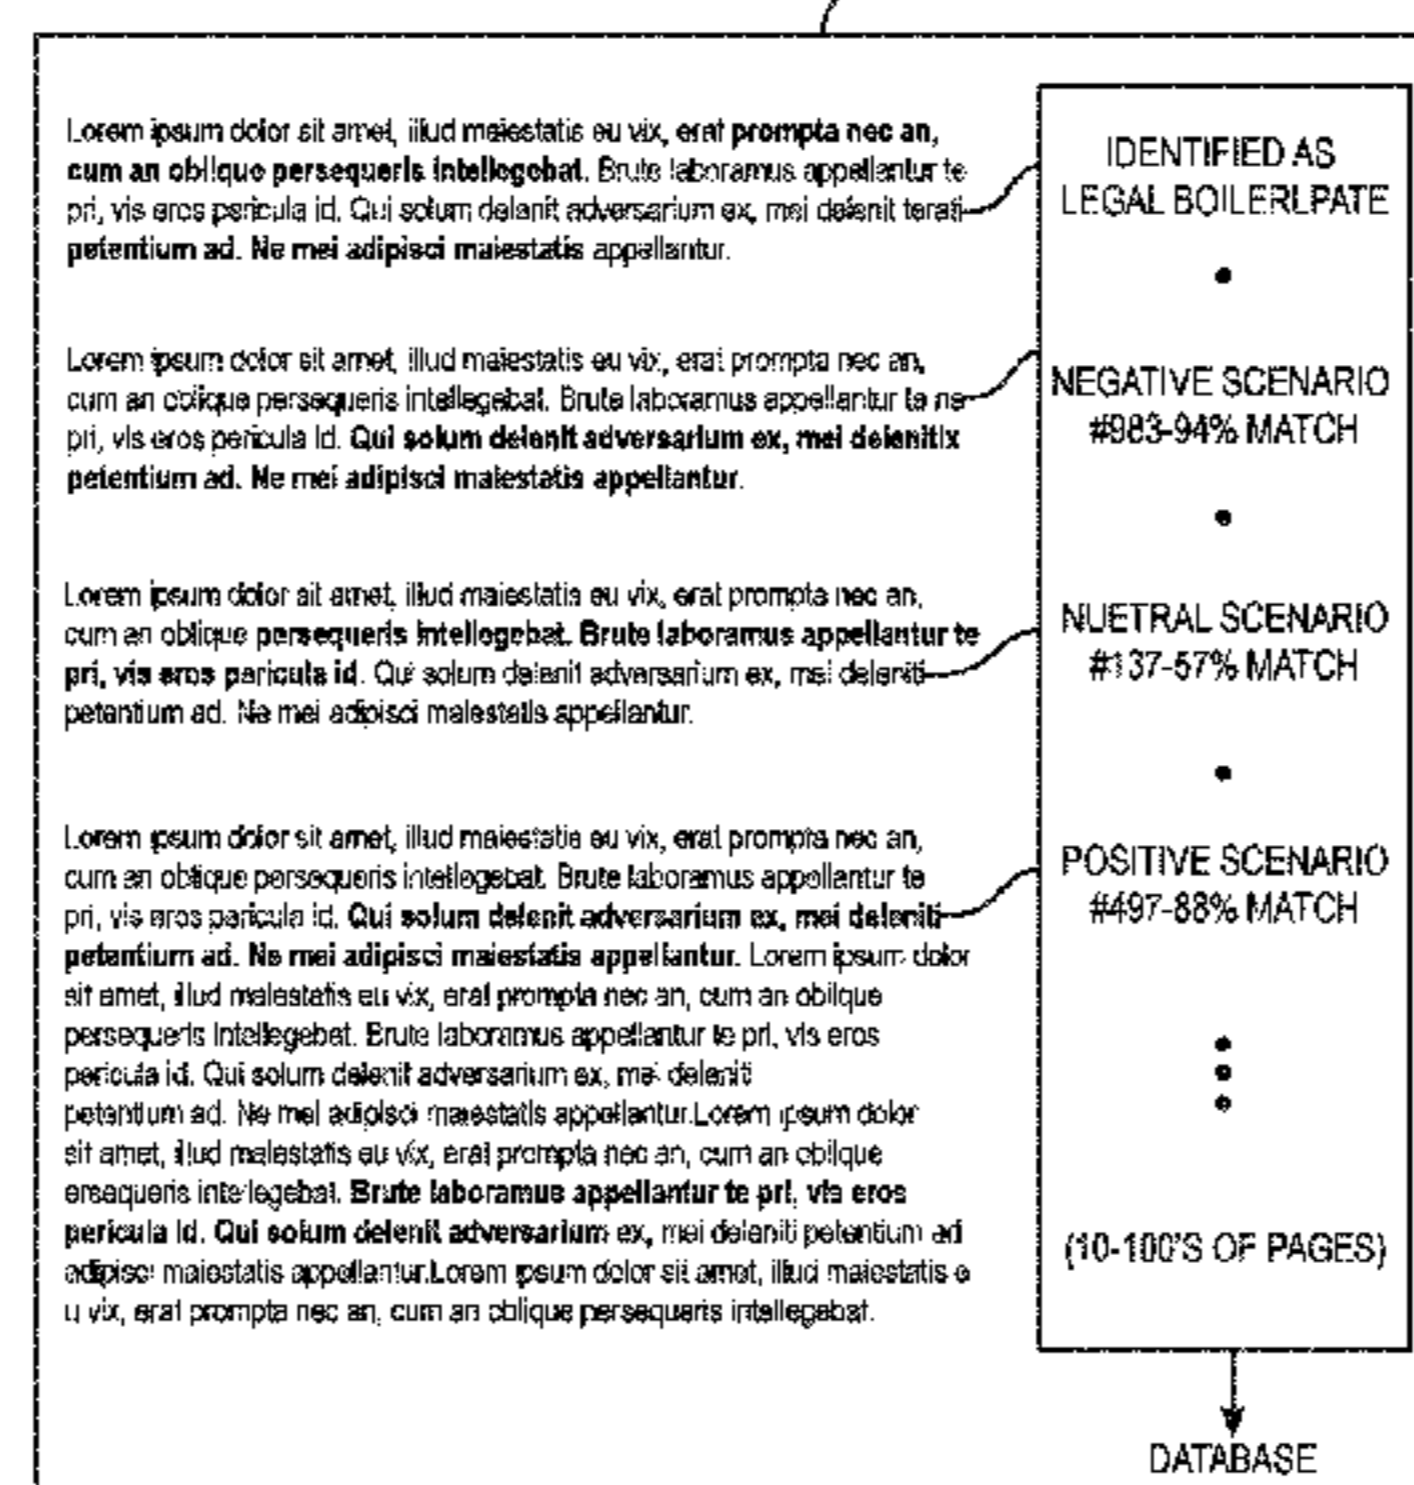 Lorem ipsum dolor sit amet, illud maiestatis eu vix, erat prompta nec an,
cum an oblique persequeris intellegebat. Brute laboramus appellantur te
pri, vis eros pericula id. Qui solum delenit adversarium ex, mei delenit terati
petentium ad. Ne mei adipisci maiestatis appellantur.
IDENTIFIED AS
LEGAL BOILERLPATE
Lorem ipsum dolor sit amet, illud maiestatis eu vix, erat prompta nec an,
cum an oblique persequeris intellegebat. Brute laboramus appellantur te ne
pri, vis eros pericula id. Qui solum delenit adversarium ex, mei delenitix
petentium ad. Ne mei adipisci maiestatis appellantur.
NEGATIVE SCENARIO
#983-94% MATCH
Lorem ipsum dolor sit amet, illud maiestatis eu vix, erat prompta nec an,
cum an oblique persequeris intellegebat. Brute laboramus appellantur te
pri, vis eros pericula id. Qui solum delenit adversarium ex, mei deleniti
petentium ad. Ne mei adipisci maiestatis appellantur.
NUETRAL SCENARIO
#137-57% MATCH
Lorem ipsum dolor sit amet, illud maiestatis eu vix, erat prompta nec an,
cum an oblique persequeris intellegebat. Brute laboramus appellantur te
pri, vis eros pericula id. Qui solum delenit adversarium ex, mei deleniti
petentium ad. Ne mei adipisci maiestatis appellantur. Lorem ipsum dolor
sit amet, illud maiestatis eu vix, erat prompta nec an, cum an oblique
persequeris intellegebat. Brute laboramus appellantur te pri, vis eros
pericula id. Qui solum delenit adversarium ex, mei deleniti
petentium ad. Ne mei adipisci maiestatis appellantur.Lorem ipsum dolor
sit amet, illud maiestatis eu vix, erat prompta nec an, cum an oblique
ersequeris intellegebat. Brute laboramus appellantur te pri, vis eros
pericula id. Qui solum delenit adversarium ex, mei deleniti petentium ad
adipisci maiestatis appellantur.Lorem ipsum dolor sit amet, illud maiestatis e
u vix, erat prompta nec an, cum an oblique persequeris intellegebat.
POSITIVE SCENARIO
#497-88% MATCH
(10-100'S OF PAGES)
DATABASE